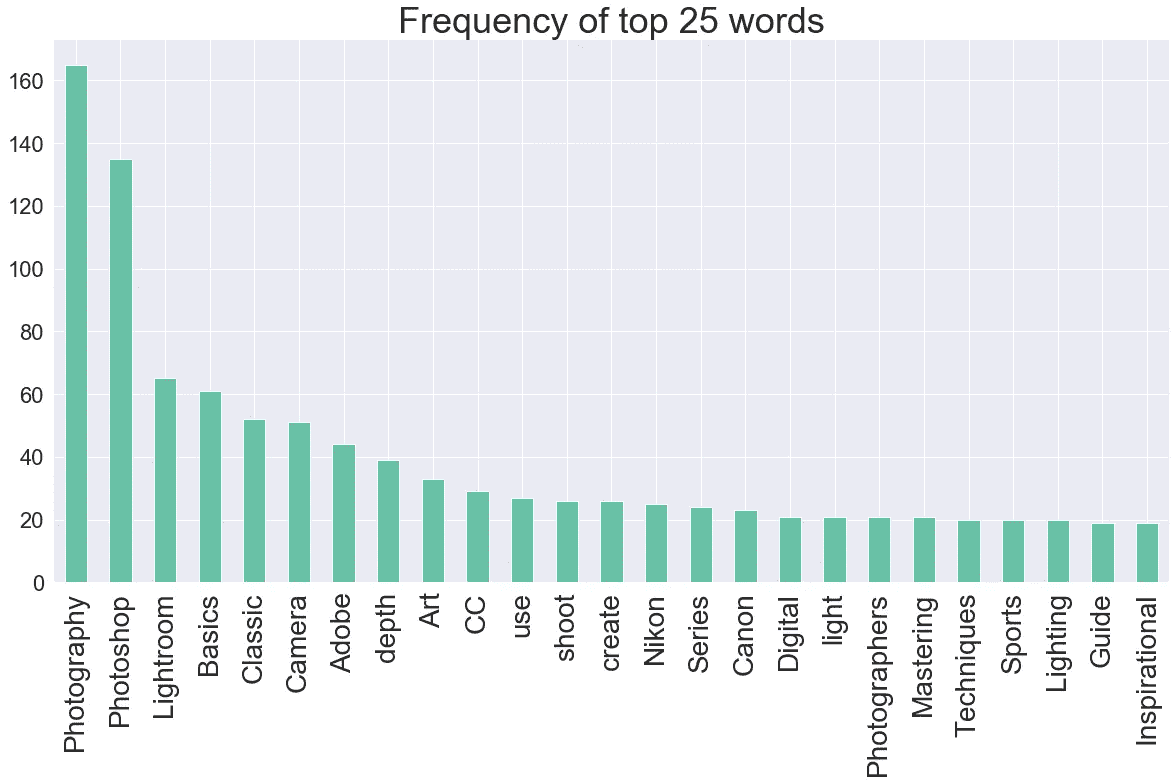 Frequency of top 25 words
160
140
120
100
80
60
40
20
0
Photography
Photoshop
Lightroom
Basics
Classic
Camera
Adobe
depth
Art
CC
use
shoot
create
Nikon
Series
Canon
Digital
light
Photographers
Mastering
Techniques
Sports
Lighting
Guide
Inspirational